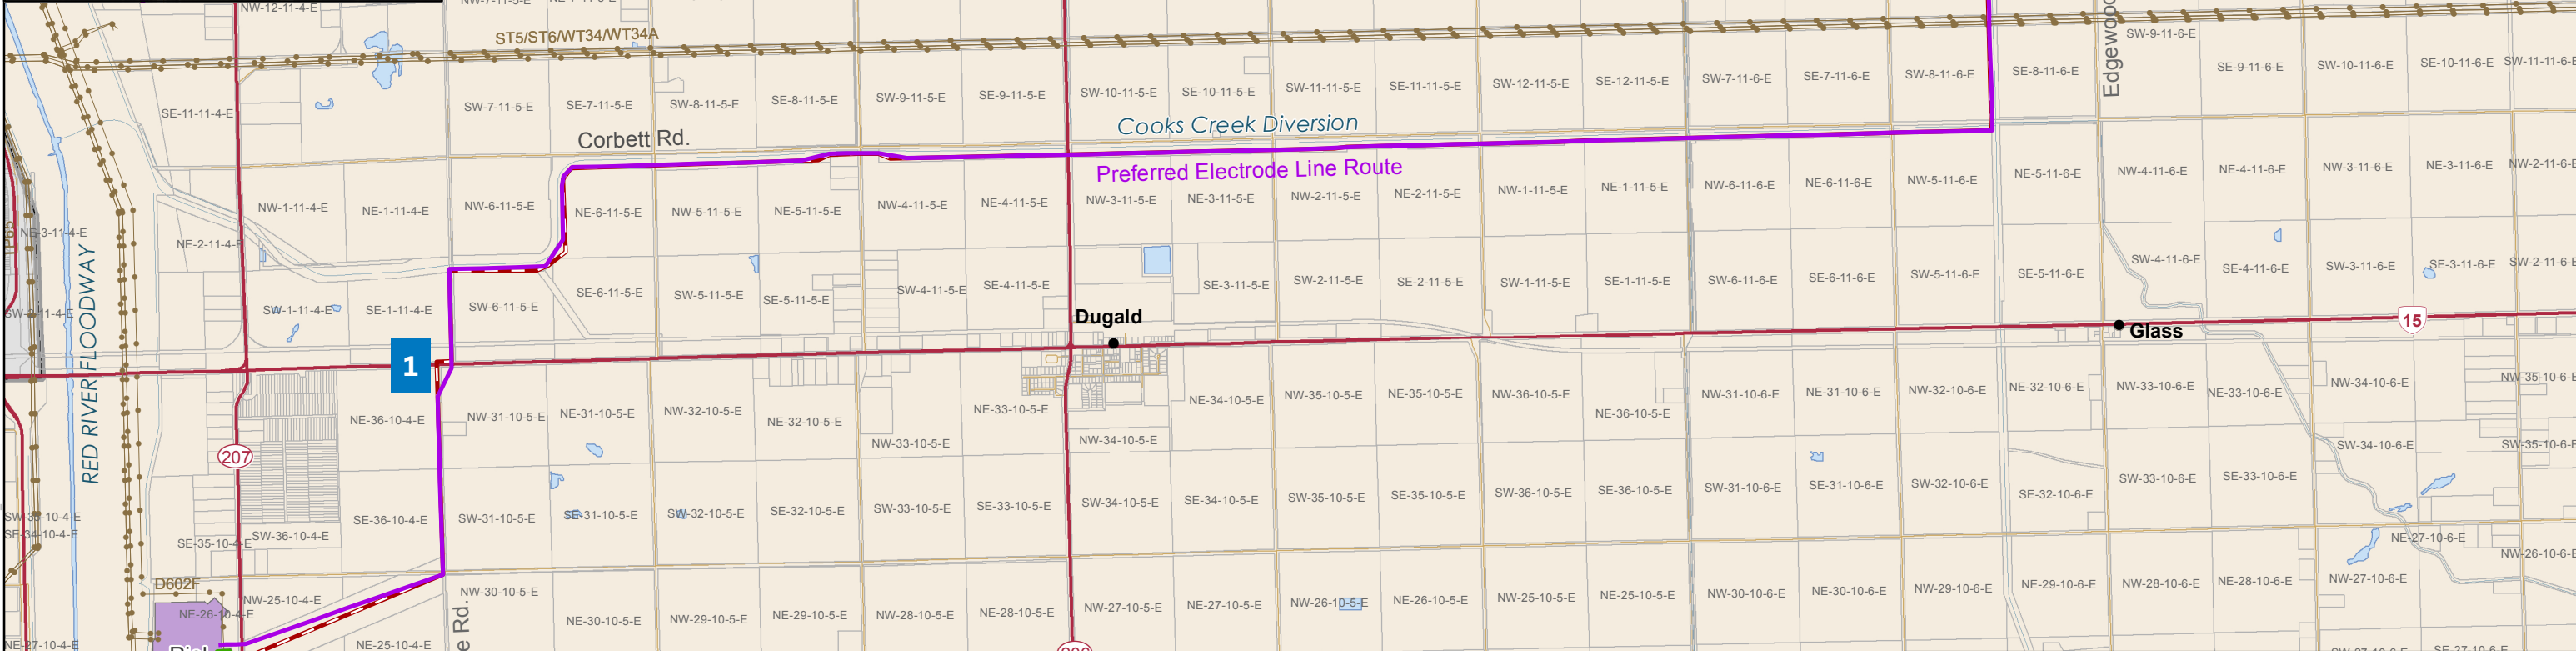 NW-12-11-4-E
NW-7-11-5-E
ST5/ST6/WT34/WT34A
Edgewood
SW-9-11-6-E
SE-11-11-4-E
SW-7-11-5-E
SE-7-11-5-E
SW-8-11-5-E
SE-8-11-5-E
SW-9-11-5-E
SE-9-11-5-E
SW-10-11-5-E
SE-10-11-5-E
SW-11-11-5-E
SE-11-11-5-E
SW-12-11-5-E
SE-12-11-5-E
SW-7-11-6-E
SE-7-11-6-E
SW-8-11-6-E
SE-8-11-6-E
SE-9-11-6-E
SW-10-11-6-E
SE-10-11-6-E
SW-11-11-6-E
Corbett Rd.
Cooks Creek Diversion
Preferred Electrode Line Route
NE-3-11-4-E
NE-2-11-4-E
NW-1-11-4-E
NE-1-11-4-E
NW-6-11-5-E
NE-6-11-5-E
NW-5-11-5-E
NE-5-11-5-E
NW-4-11-5-E
NE-4-11-5-E
NW-3-11-5-E
NE-3-11-5-E
NW-2-11-5-E
NE-2-11-5-E
NW-1-11-5-E
NE-1-11-5-E
NW-6-11-6-E
NE-6-11-6-E
NW-5-11-6-E
NE-5-11-6-E
NW-4-11-6-E
NE-4-11-6-E
NW-3-11-6-E
NE-3-11-6-E
NW-2-11-6-E
RED RIVER FLOODWAY
SW-1-11-4-E
SE-1-11-4-E
SW-6-11-5-E
SE-6-11-5-E
SW-5-11-5-E
SE-5-11-5-E
SW-4-11-5-E
SE-4-11-5-E
SE-3-11-5-E
SW-2-11-5-E
SE-2-11-5-E
SW-1-11-5-E
SE-1-11-5-E
SW-6-11-6-E
SE-6-11-6-E
SW-5-11-6-E
SE-5-11-6-E
SW-4-11-6-E
SE-4-11-6-E
SW-3-11-6-E
SE-3-11-6-E
SW-2-11-6-E
Dugald
Glass
15
1
NE-36-10-4-E
NW-31-10-5-E
NE-31-10-5-E
NW-32-10-5-E
NE-32-10-5-E
NW-33-10-5-E
NE-33-10-5-E
NW-34-10-5-E
NE-34-10-5-E
NW-35-10-5-E
NE-35-10-5-E
NW-36-10-5-E
NE-36-10-5-E
NW-31-10-6-E
NE-31-10-6-E
NW-32-10-6-E
NE-32-10-6-E
NW-33-10-6-E
NE-33-10-6-E
NW-34-10-6-E
NW-35-10-6-E
207
SW-35-10-4-E
SE-34-10-4-E
SE-35-10-4-E
SW-36-10-4-E
SE-36-10-4-E
SW-31-10-5-E
SE-31-10-5-E
SW-32-10-5-E
SE-32-10-5-E
SW-33-10-5-E
SE-33-10-5-E
SW-34-10-5-E
SE-34-10-5-E
SW-35-10-5-E
SE-35-10-5-E
SW-36-10-5-E
SE-36-10-5-E
SW-31-10-6-E
SE-31-10-6-E
SW-32-10-6-E
SE-32-10-6-E
SW-33-10-6-E
SE-33-10-6-E
SW-34-10-6-E
SW-35-10-6-E
D602F
NE-27-10-4-E
NE-26-10-4-E
NW-25-10-4-E
NE-25-10-4-E
e Rd.
NW-30-10-5-E
NE-30-10-5-E
NW-29-10-5-E
NE-29-10-5-E
NW-28-10-5-E
NE-28-10-5-E
NW-27-10-5-E
NE-27-10-5-E
NW-26-10-5-E
NE-26-10-5-E
NW-25-10-5-E
NE-25-10-5-E
NW-30-10-6-E
NE-30-10-6-E
NW-29-10-6-E
NE-29-10-6-E
NW-28-10-6-E
NE-28-10-6-E
NW-27-10-6-E
NE-27-10-6-E
NW-26-10-6-E